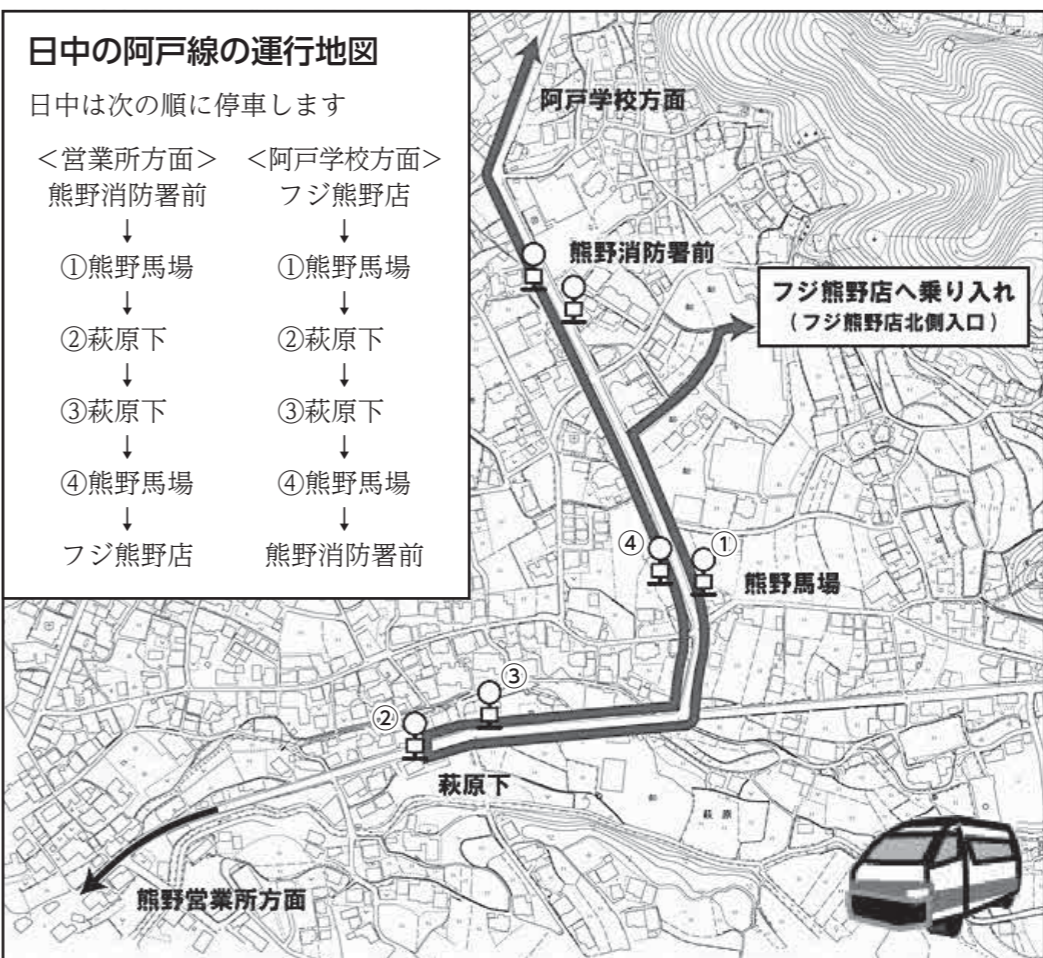 日中の阿戸線の運行地図
日中は次の順に停車します
<営業所方面>
熊野消防署前
↓
①熊野馬場
↓
②萩原下
↓
③萩原下
↓
④熊野馬場
↓
フジ熊野店
<阿戸学校方面>
フジ熊野店
↓
①熊野馬場
↓
②萩原下
↓
③萩原下
↓
④熊野馬場
↓
熊野消防署前
阿戸学校方面
熊野消防署前
フジ熊野店へ乗り入れ
(フジ熊野店北側入口)
④
①
熊野馬場
③
②
萩原下
萩原
熊野営業所方面